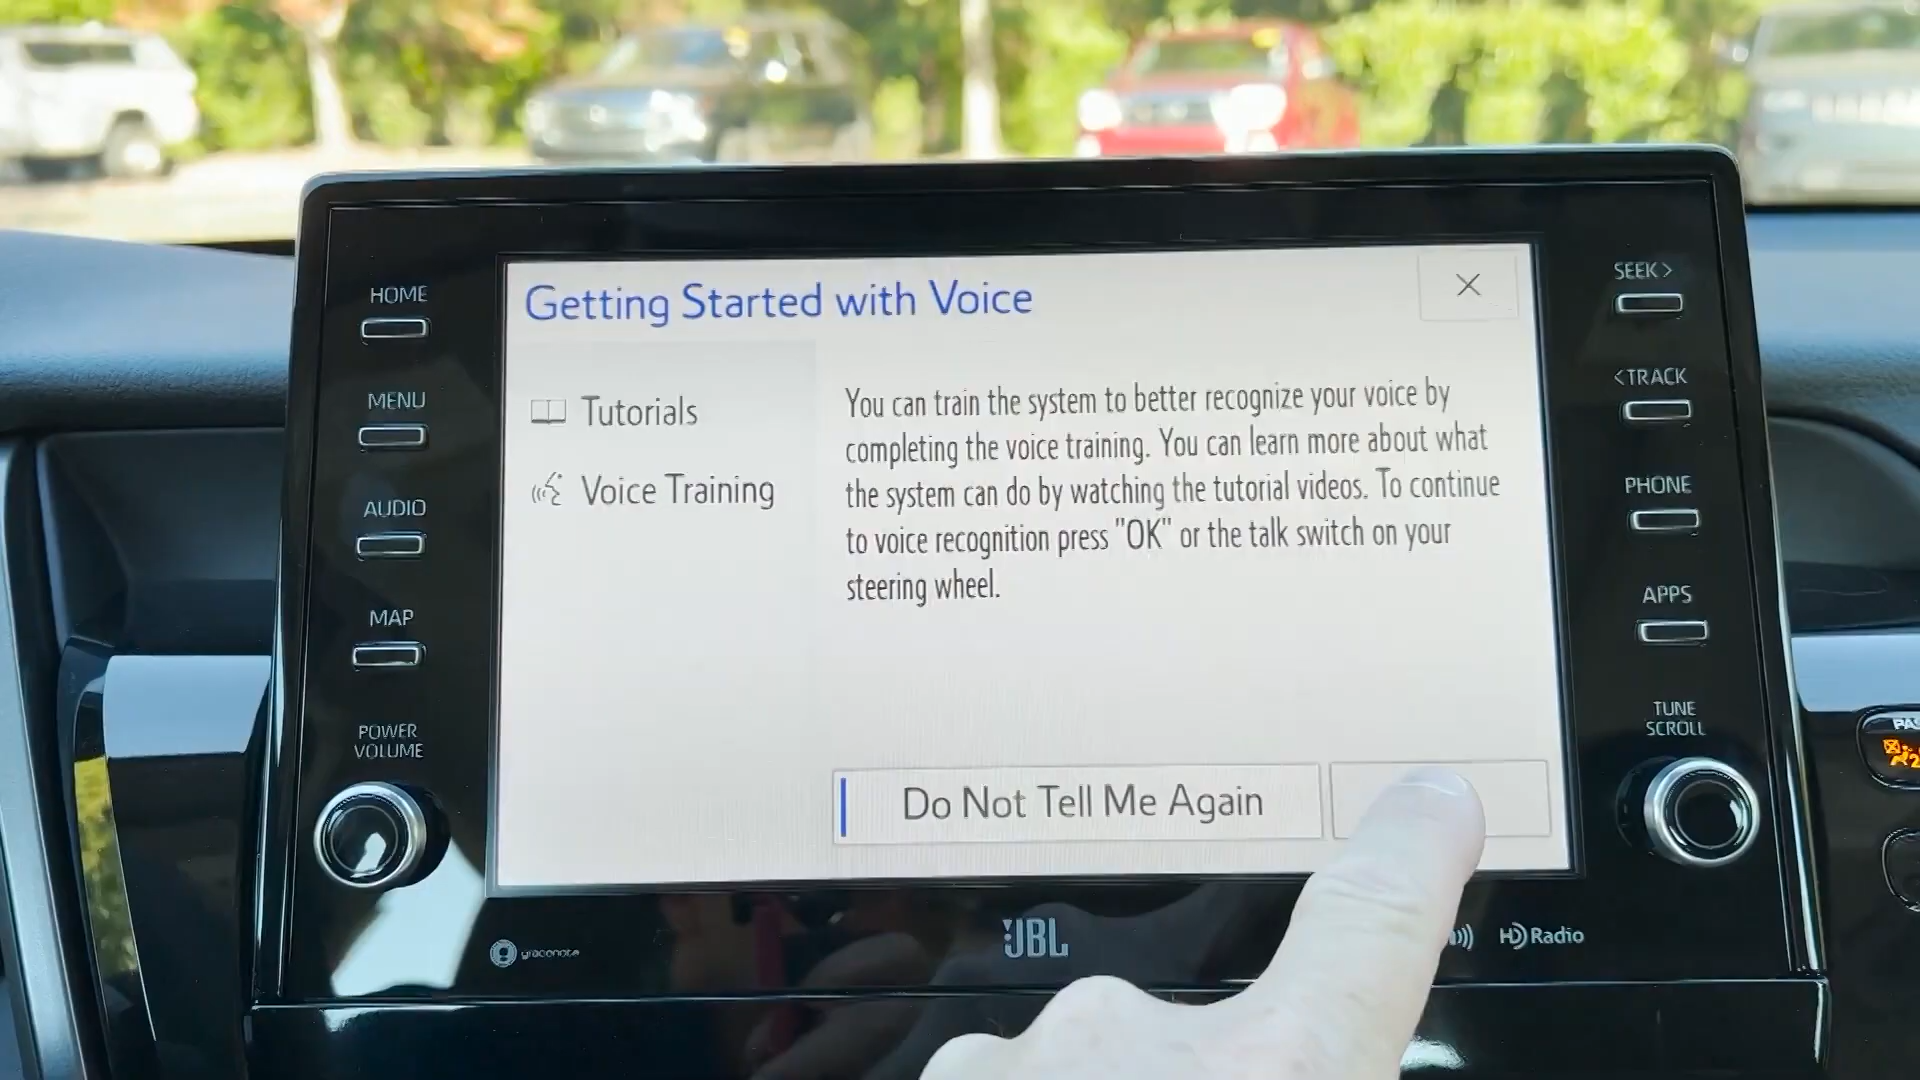 Getting Started with Voice
Tutorials
Voice Training
You can train the system to better recognize your voice by
completing the voice training. You can learn more about what
the system can do by watching the tutorial videos. To continue
to voice recognition press "OK" or the talk switch on your
steering wheel.
Do Not Tell Me Again
HOME
MENU
AUDIO
MAP
POWER
VOLUME
SEEK>
<TRACK
PHONE
APPS
TUNE
SCROLL
gracenote
JBL
HD Radio